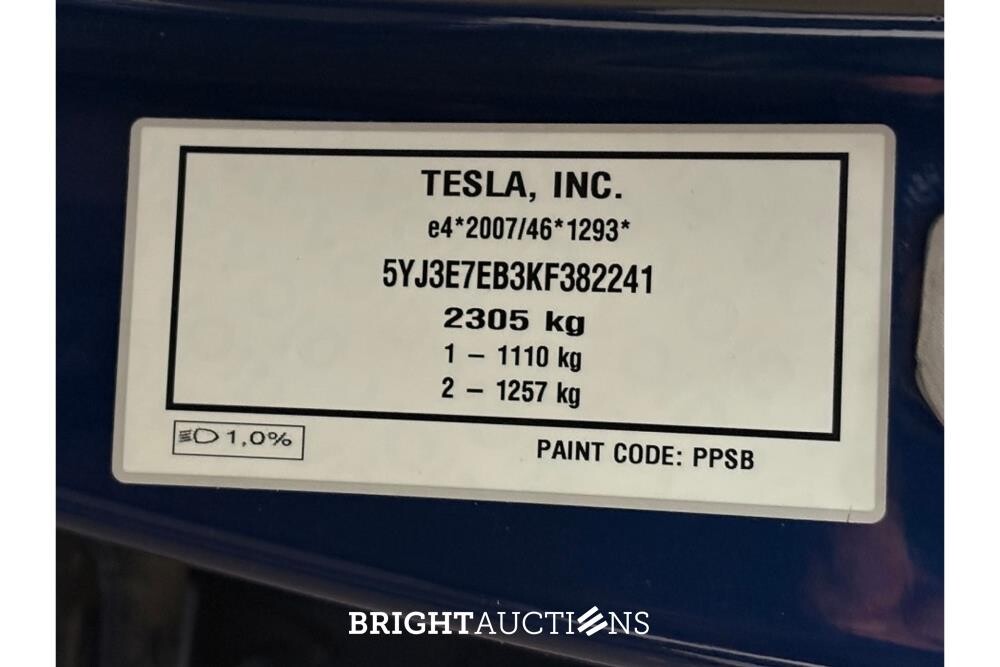 TESLA, INC.
e4*2007/46*1293*
5YJ3E7EB3KF382241
2305 kg
1 – 1110 kg
2 – 1257 kg
1,0%
PAINT CODE: PPSB
BRIGHTAUCTIONS